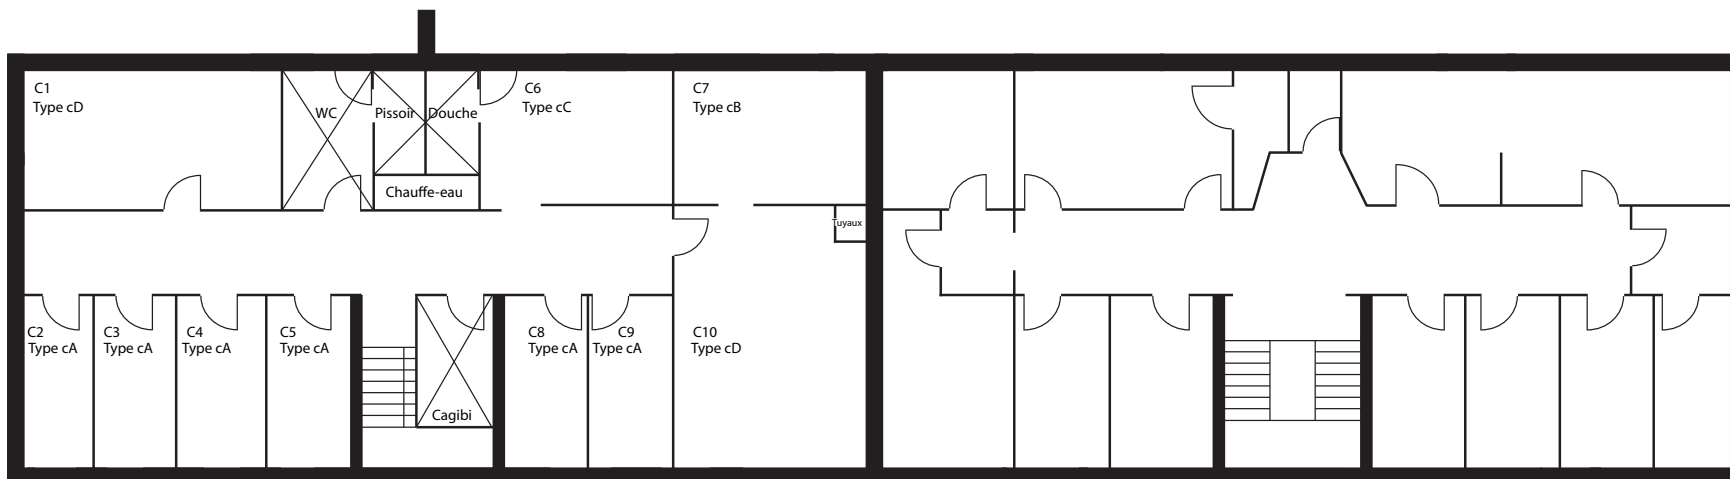 C1
Type cD
WC
Pissoir
Douche
C6
Type cC
C7
Type cB
Chauffe-eau
Tuyaux
C2
Type cA
C3
Type cA
C4
Type cA
C5
Type cA
C8
Type cA
C9
Type cA
C10
Type cD
Cagibi